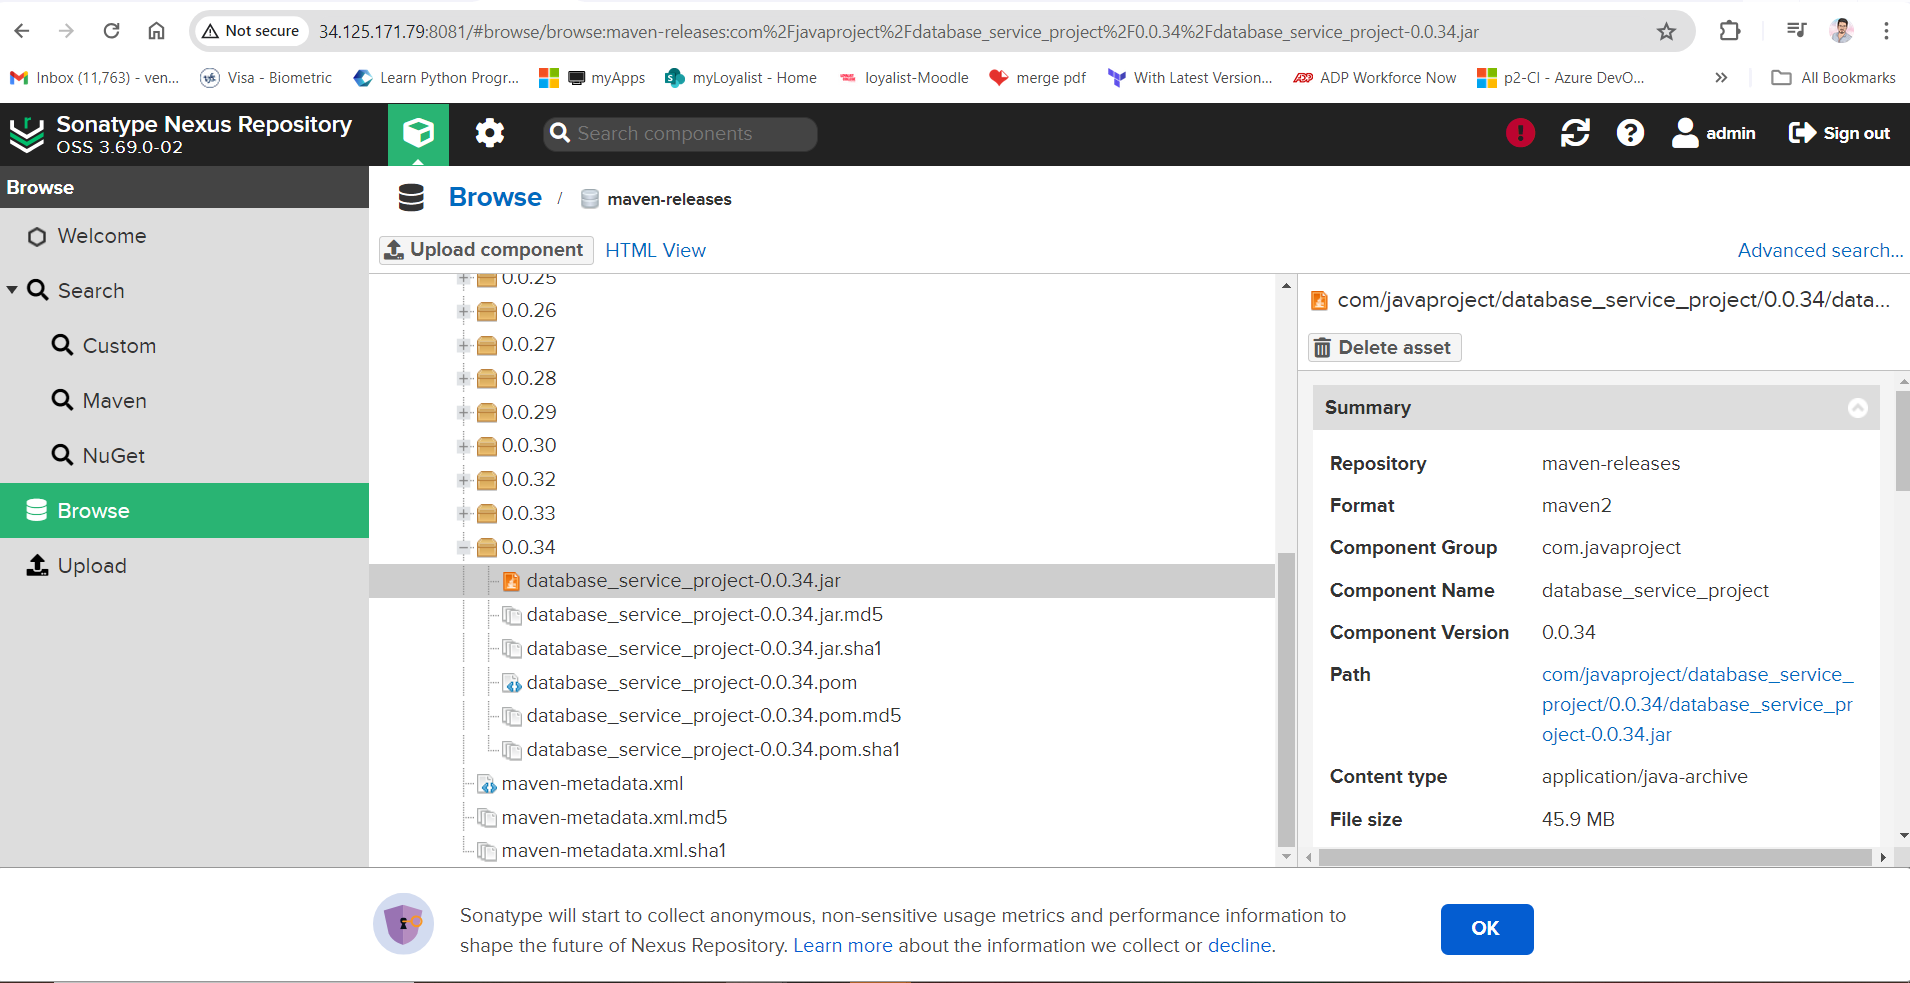 Not secure
34.125.171.79:8081/#browse/browse:maven-releases:com%2Fjavaproject%2Fdatabase_service_project%2F0.0.34%2Fdatabase_service_project-0.0.34.jar
Inbox (11,763) - ven...
Visa - Biometric
Learn Python Progr...
myApps
myLoyalist - Home
loyalist-Moodle
merge pdf
With Latest Version...
ADP Workforce Now
p2-CI - Azure DevO...
All Bookmarks
Sonatype Nexus Repository
OSS 3.69.0-02
Search components
admin
Sign out
Browse
Welcome
Search
Custom
Maven
NuGet
Browse
Upload
Browse / maven-releases
Upload component
HTML View
Advanced search...
0.0.25
0.0.26
0.0.27
0.0.28
0.0.29
0.0.30
0.0.32
0.0.33
0.0.34
database_service_project-0.0.34.jar
database_service_project-0.0.34.jar.md5
database_service_project-0.0.34.jar.sha1
database_service_project-0.0.34.pom
database_service_project-0.0.34.pom.md5
database_service_project-0.0.34.pom.sha1
maven-metadata.xml
maven-metadata.xml.md5
maven-metadata.xml.sha1
com/javaproject/database_service_project/0.0.34/data...
Delete asset
Summary
Repository maven-releases
Format maven2
Component Group com.javaproject
Component Name database_service_project
Component Version 0.0.34
Path com/javaproject/database_service_
project/0.0.34/database_service_pr
oject-0.0.34.jar
Content type application/java-archive
File size 45.9 MB
Sonatype will start to collect anonymous, non-sensitive usage metrics and performance information to
shape the future of Nexus Repository. Learn more about the information we collect or decline.
OK